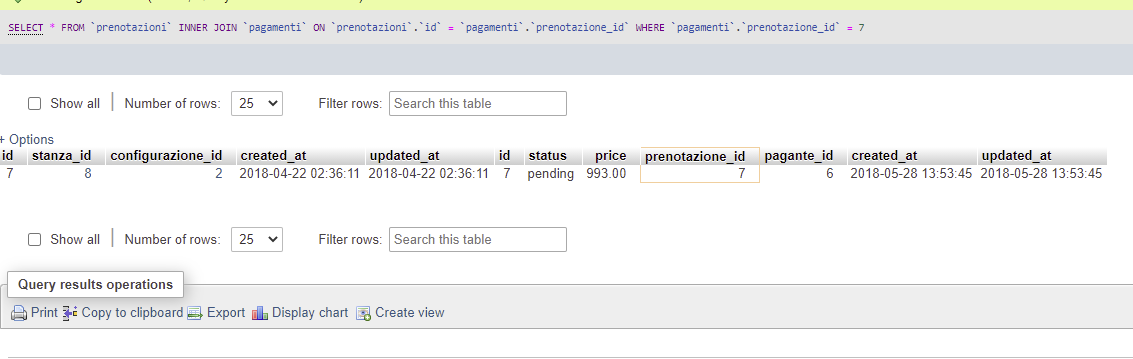 SELECT * FROM `prenotazioni` INNER JOIN `pagamenti` ON `prenotazioni`.`id` = `pagamenti`.`prenotazione_id` WHERE `pagamenti`.`prenotazione_id` = 7
Show all Number of rows: 25 Filter rows: Search this table
+ Options
id stanza_id configurazione_id created_at updated_at id status price prenotazione_id pagante_id created_at updated_at
7 8 2 2018-04-22 02:36:11 2018-04-22 02:36:11 7 pending 993.00 7 6 2018-05-28 13:53:45 2018-05-28 13:53:45
Show all Number of rows: 25 Filter rows: Search this table
Query results operations
Print Copy to clipboard Export Display chart Create view